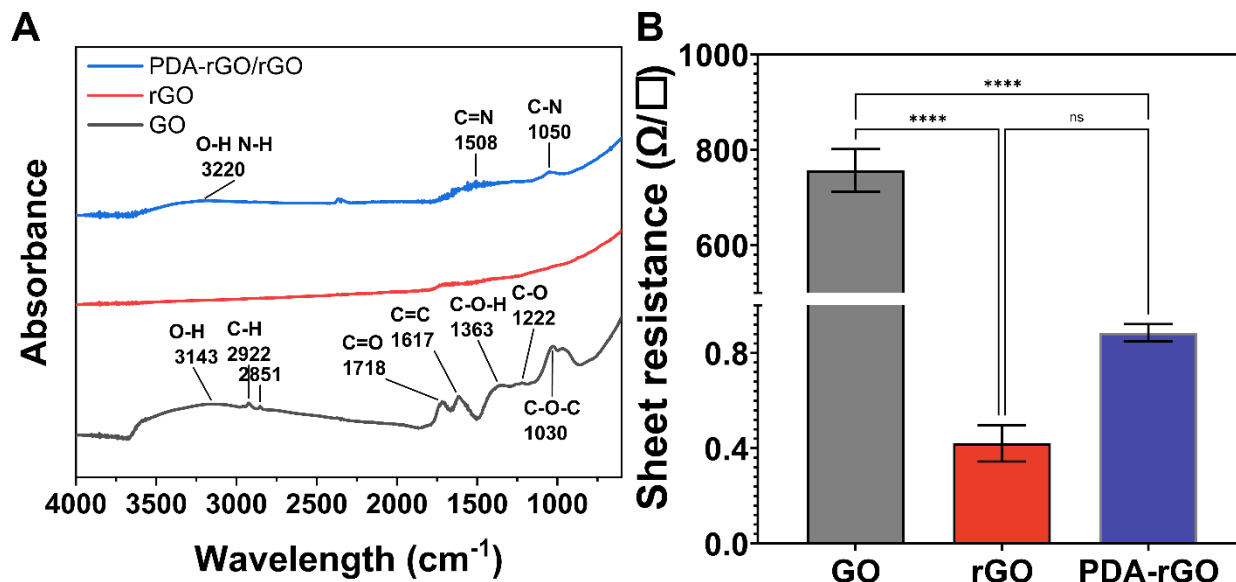 A
PDA-rGO/rGO
rGO
GO
O-H N-H
3220
C=N
1508
C-N
1050
O-H
3143
C-H
2922
2851
C=O
1718
C=C
1617
C-O-H
1363
C-O
1222
C-O-C
1030
Absorbance
4000 3500 3000 2500 2000 1500 1000
Wavelength (cm-1)
B
Sheet resistance (Ω/□)
1000
800
600
0.8
0.4
0.0
****
****
ns
GO rGO PDA-rGO